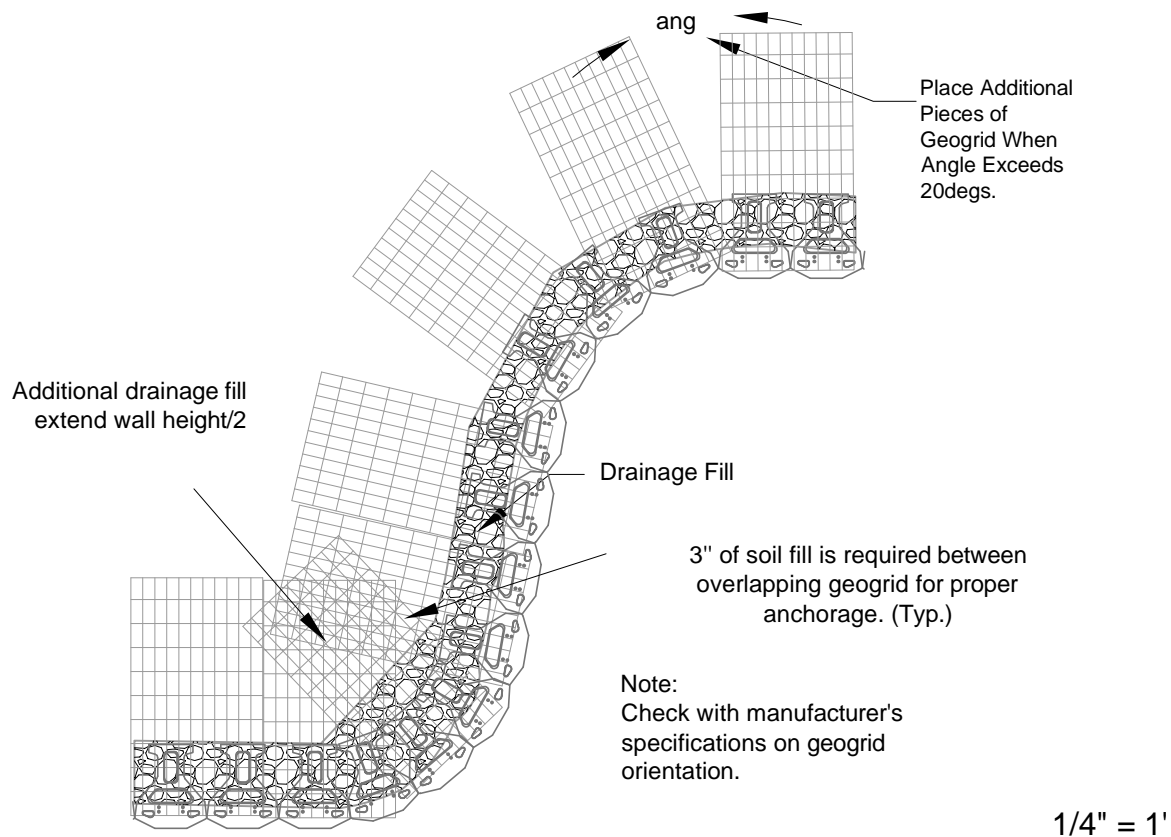 ang
Place Additional
Pieces of
Geogrid When
Angle Exceeds
20degs.
Additional drainage fill
extend wall height/2
Drainage Fill
3" of soil fill is required between
overlapping geogrid for proper
anchorage. (Typ.)
Note:
Check with manufacturer's
specifications on geogrid
orientation.
1/4" = 1'